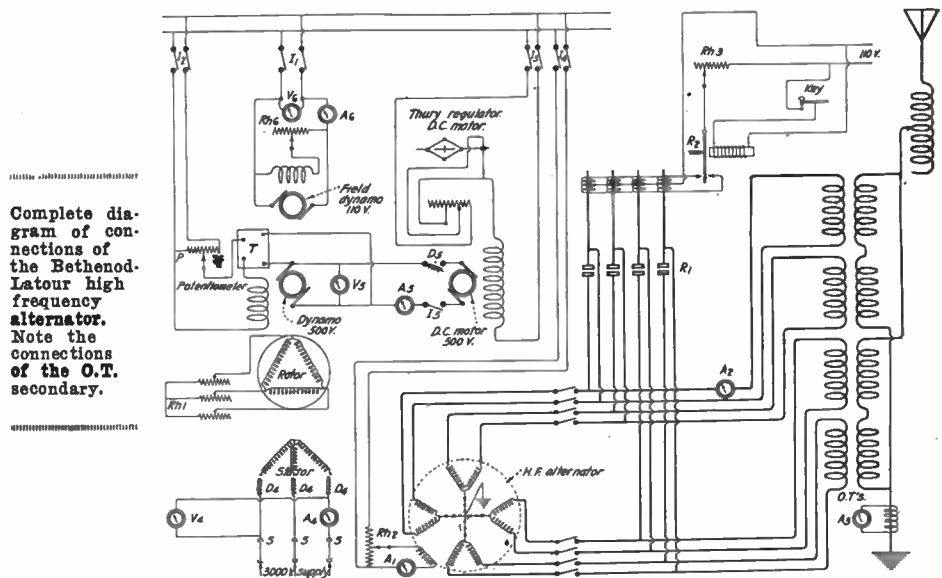 Complete dia-
gram of con-
nections of
the Bethenod-
Latour high
frequency
alternator.
Note the
connections
of the O.T.
secondary.
I2
I1
I3
I4
V6
A6
Rh6
Field
dynamo
110 V.
Thury regulator
D.C. motor.
Rh3
110 V.
Key
R2
P
T
Potentiometer
Dynamo
500V.
V5
D5
A5
I5
D.C. motor
500 V.
R1
Rotor
Rh1
A2
Stator
D4
D4
D4
V4
A4
S
S
S
3000 V. supply
Rh2
A1
H.F. alternator
O.T's.
A3